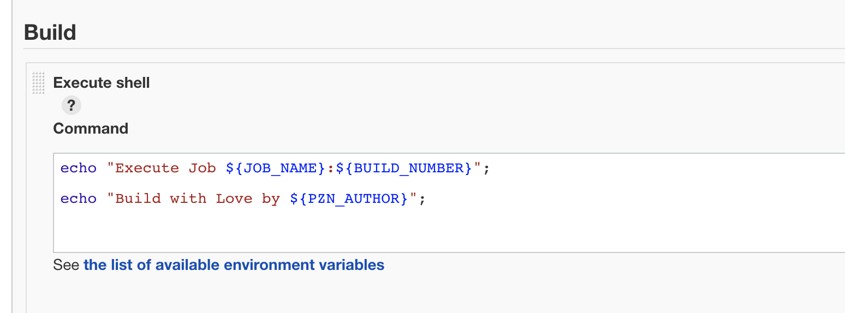 Build
Execute shell
?
Command
echo "Execute Job ${JOB_NAME}:${BUILD_NUMBER}";
echo "Build with Love by ${PZN_AUTHOR}";
See the list of available environment variables